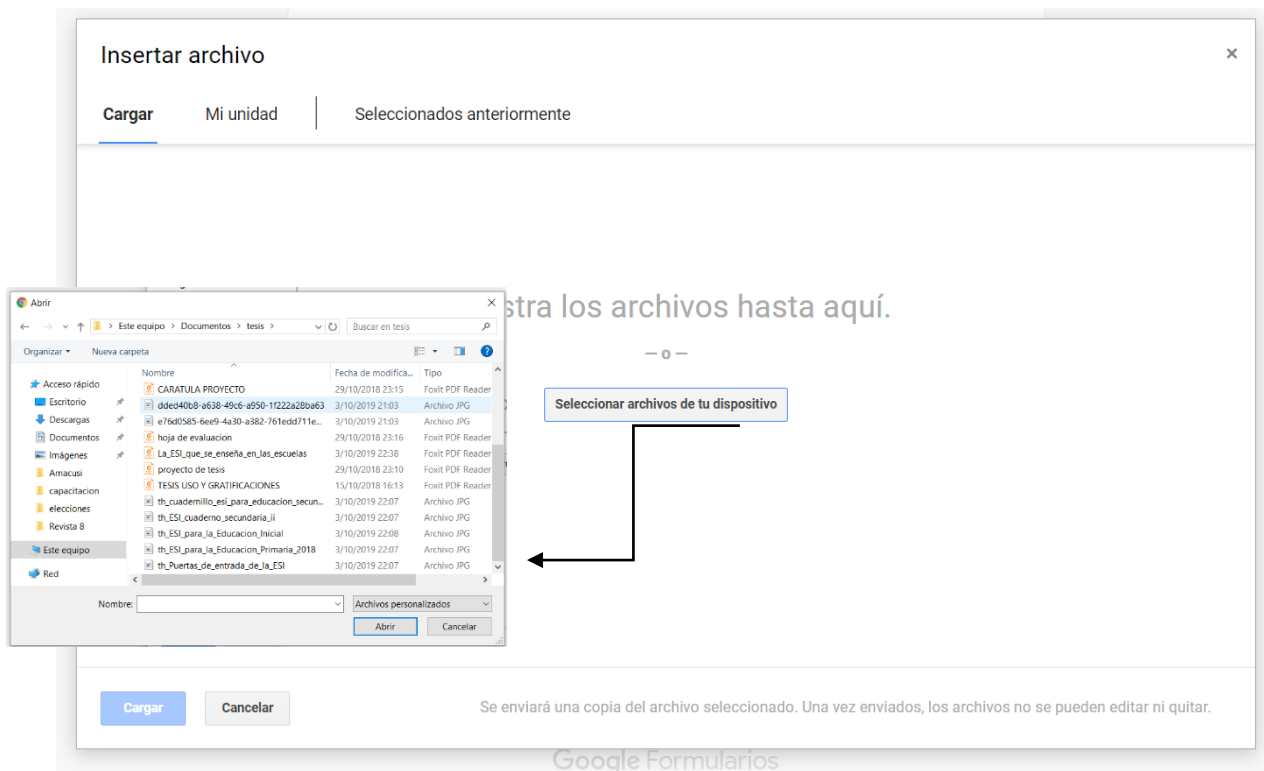 Insertar archivo
×
Cargar Mi unidad Seleccionados anteriormente
stra los archivos hasta aquí.
— o —
Seleccionar archivos de tu dispositivo
Abrir
Este equipo > Documentos > tesis >
Buscar en tesis
Organizar Nueva carpeta
Nombre Fecha de modifica... Tipo
Acceso rápido
Escritorio
Descargas
Documentos
Imágenes
Amacusi
capacitacion
elecciones
Revista 8
Este equipo
Red
CARATULA PROYECTO 29/10/2018 23:15 Foxit PDF Reader
dded40b8-a638-49c6-a950-1f222a28ba63 3/10/2019 21:03 Archivo JPG
e76d0585-6ee9-4a30-a382-761edd711e... 3/10/2019 21:03 Archivo JPG
hoja de evaluacion 29/10/2018 23:16 Foxit PDF Reader
La_ESI_que_se_enseña_en_las_escuelas 3/10/2019 22:38 Foxit PDF Reader
proyecto de tesis 29/10/2018 23:10 Foxit PDF Reader
TESIS USO Y GRATIFICACIONES 15/10/2018 16:13 Foxit PDF Reader
th_cuadernillo_esi_para_educacion_secun... 3/10/2019 22:07 Archivo JPG
th_ESI_cuaderno_secundaria_ii 3/10/2019 22:07 Archivo JPG
th_ESI_para_la_Educacion_Inicial 3/10/2019 22:08 Archivo JPG
th_ESI_para_la_Educacion_Primaria_2018 3/10/2019 22:07 Archivo JPG
th_Puertas_de_entrada_de_la_ESI 3/10/2019 22:07 Archivo JPG
Nombre: Archivos personalizados
Abrir Cancelar
Cargar Cancelar Se enviará una copia del archivo seleccionado. Una vez enviados, los archivos no se pueden editar ni quitar.
Google Formularios